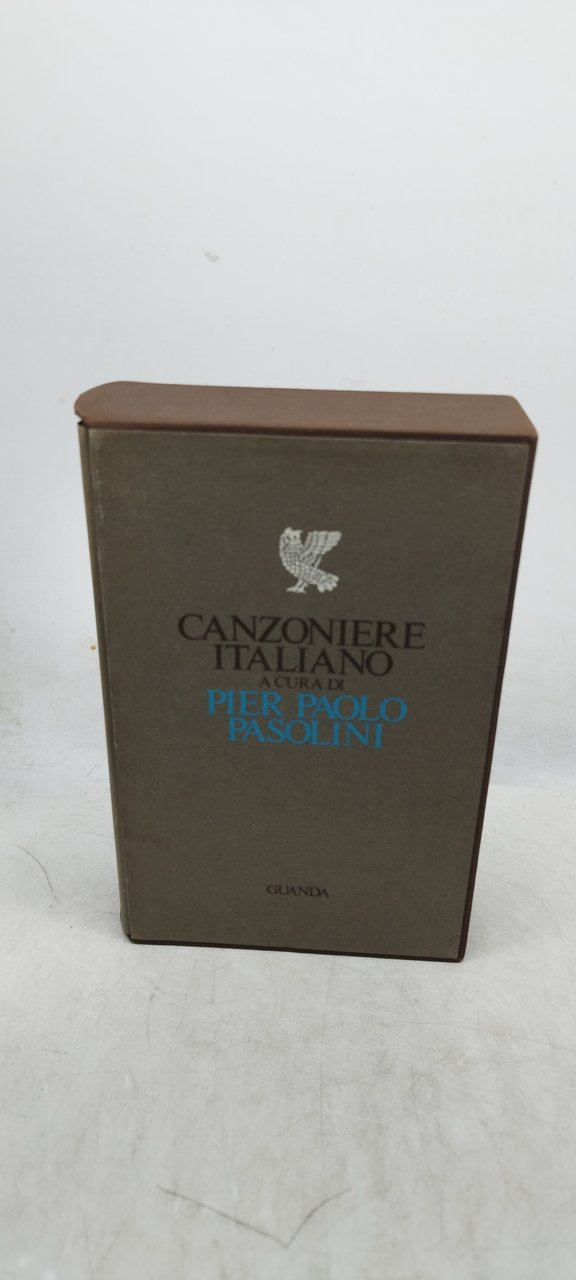 CANZONIERE
ITALIANO
A CURA DI
PIER PAOLO
PASOLINI
GUANDA